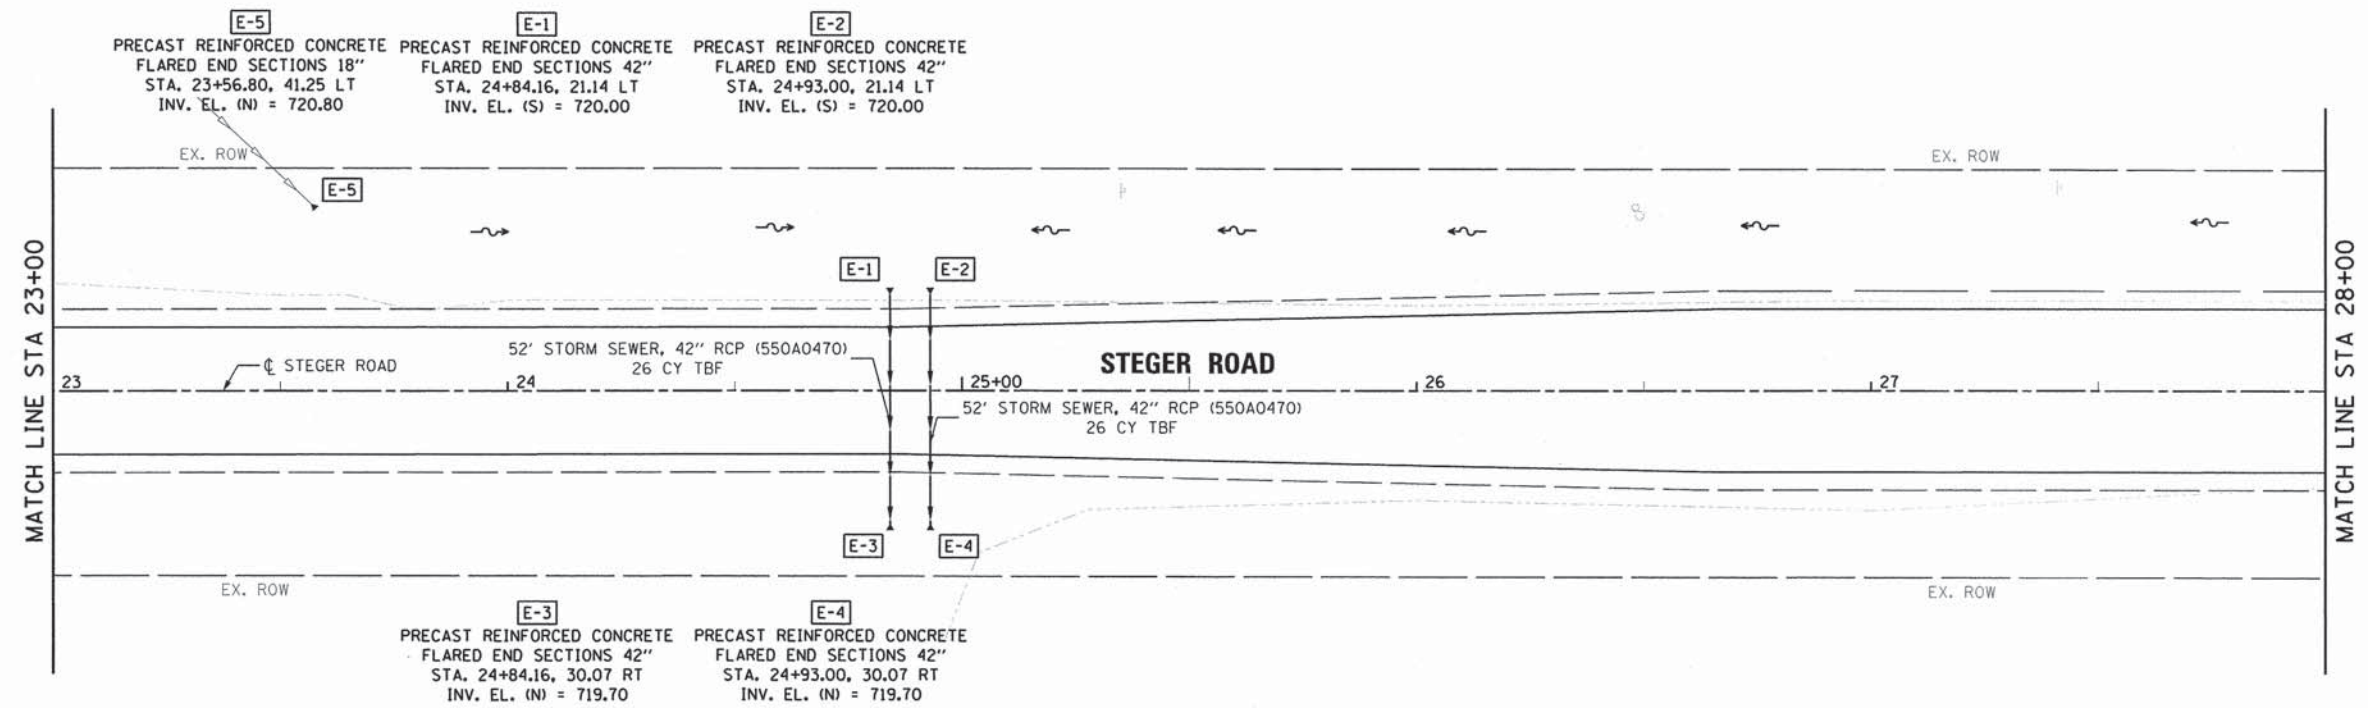 E-5
PRECAST REINFORCED CONCRETE
FLARED END SECTIONS 18"
STA. 23+56.80, 41.25 LT
INV. EL. (N) = 720.80
E-1
PRECAST REINFORCED CONCRETE
FLARED END SECTIONS 42"
STA. 24+84.16, 21.14 LT
INV. EL. (S) = 720.00
E-2
PRECAST REINFORCED CONCRETE
FLARED END SECTIONS 42"
STA. 24+93.00, 21.14 LT
INV. EL. (S) = 720.00
EX. ROW
EX. ROW
E-5
E-1
E-2
MATCH LINE STA 23+00
MATCH LINE STA 28+00
52' STORM SEWER, 42" RCP (550A0470)
26 CY TBF
℄ STEGER ROAD
STEGER ROAD
23
24
25+00
26
27
52' STORM SEWER, 42" RCP (550A0470)
26 CY TBF
E-3
E-4
EX. ROW
EX. ROW
E-3
PRECAST REINFORCED CONCRETE
FLARED END SECTIONS 42"
STA. 24+84.16, 30.07 RT
INV. EL. (N) = 719.70
E-4
PRECAST REINFORCED CONCRETE
FLARED END SECTIONS 42"
STA. 24+93.00, 30.07 RT
INV. EL. (N) = 719.70